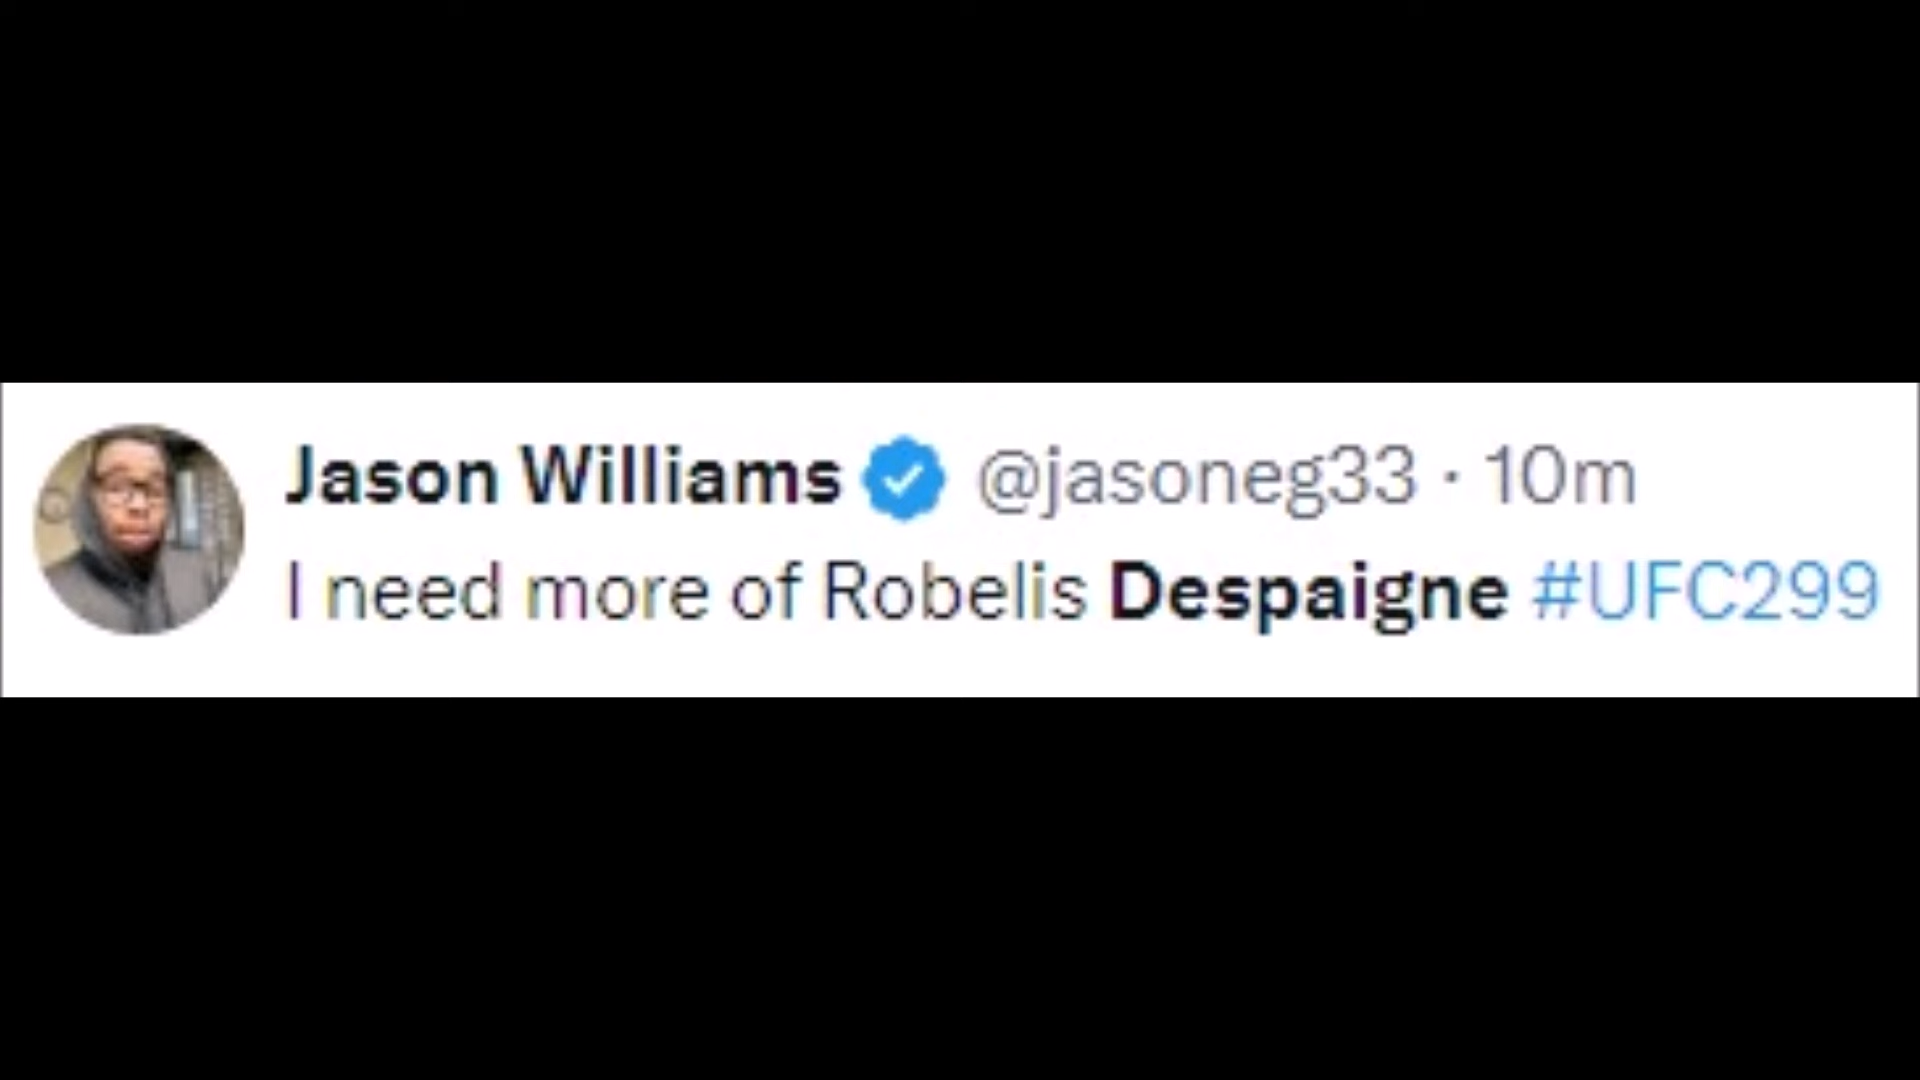 Jason Williams @jasoneg33 · 10m
I need more of Robelis Despaigne #UFC299